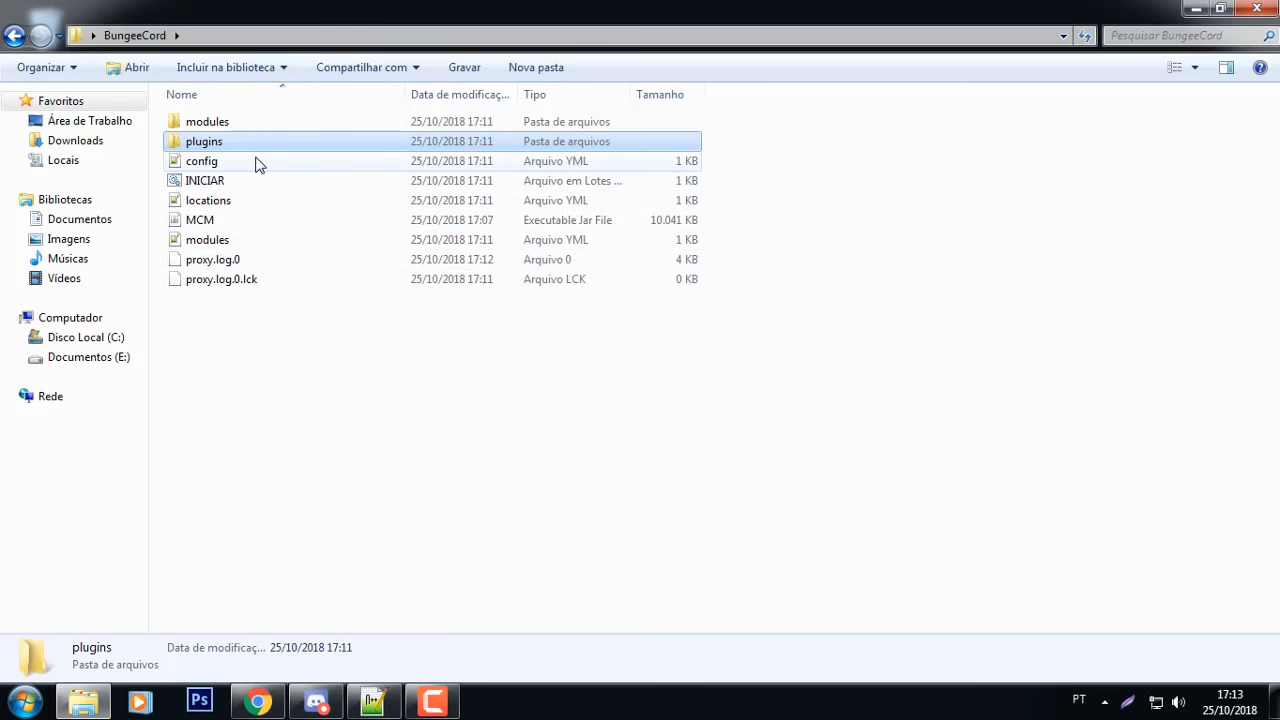 BungeeCord
Pesquisar BungeeCord
Organizar Abrir Incluir na biblioteca Compartilhar com Gravar Nova pasta
Favoritos
Área de Trabalho
Downloads
Locais
Bibliotecas
Documentos
Imagens
Músicas
Vídeos
Computador
Disco Local (C:)
Documentos (E:)
Rede
Nome Data de modificaç... Tipo Tamanho
modules 25/10/2018 17:11 Pasta de arquivos
plugins 25/10/2018 17:11 Pasta de arquivos
config 25/10/2018 17:11 Arquivo YML 1 KB
INICIAR 25/10/2018 17:11 Arquivo em Lotes ... 1 KB
locations 25/10/2018 17:11 Arquivo YML 1 KB
MCM 25/10/2018 17:07 Executable Jar File 10.041 KB
modules 25/10/2018 17:11 Arquivo YML 1 KB
proxy.log.0 25/10/2018 17:12 Arquivo 0 4 KB
proxy.log.0.lck 25/10/2018 17:11 Arquivo LCK 0 KB
plugins Data de modificaç... 25/10/2018 17:11
Pasta de arquivos
Ps
PT
17:13
25/10/2018